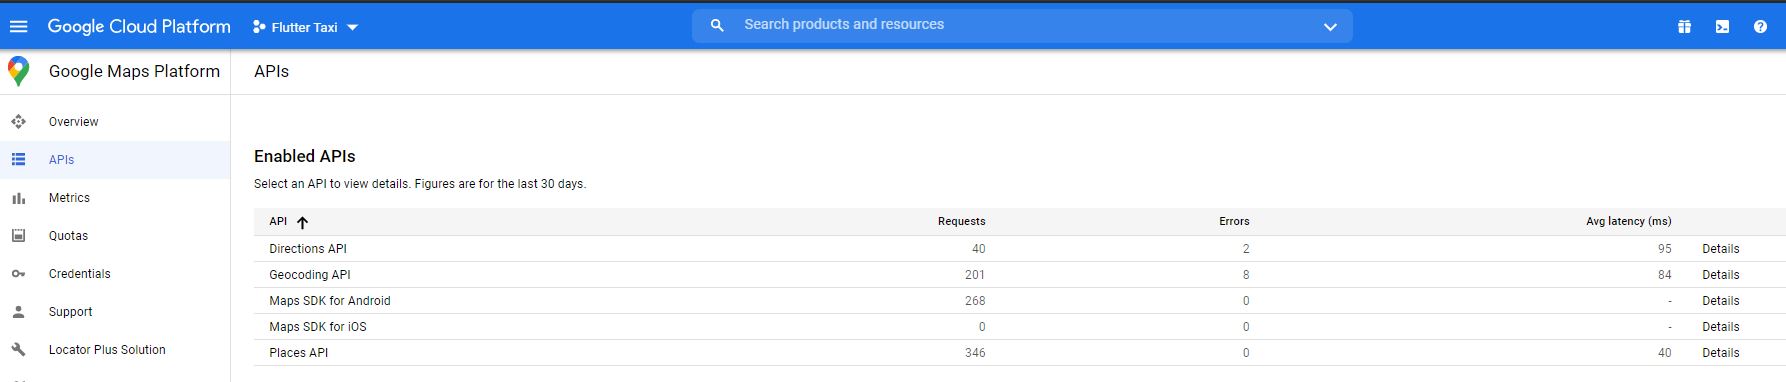 Google Cloud Platform Flutter Taxi Search products and resources
Google Maps Platform APIs
Overview
APIs
Metrics
Quotas
Credentials
Support
Locator Plus Solution
Enabled APIs
Select an API to view details. Figures are for the last 30 days.
API Requests Errors Avg latency (ms)
Directions API 40 2 95 Details
Geocoding API 201 8 84 Details
Maps SDK for Android 268 0 - Details
Maps SDK for iOS 0 0 - Details
Places API 346 0 40 Details